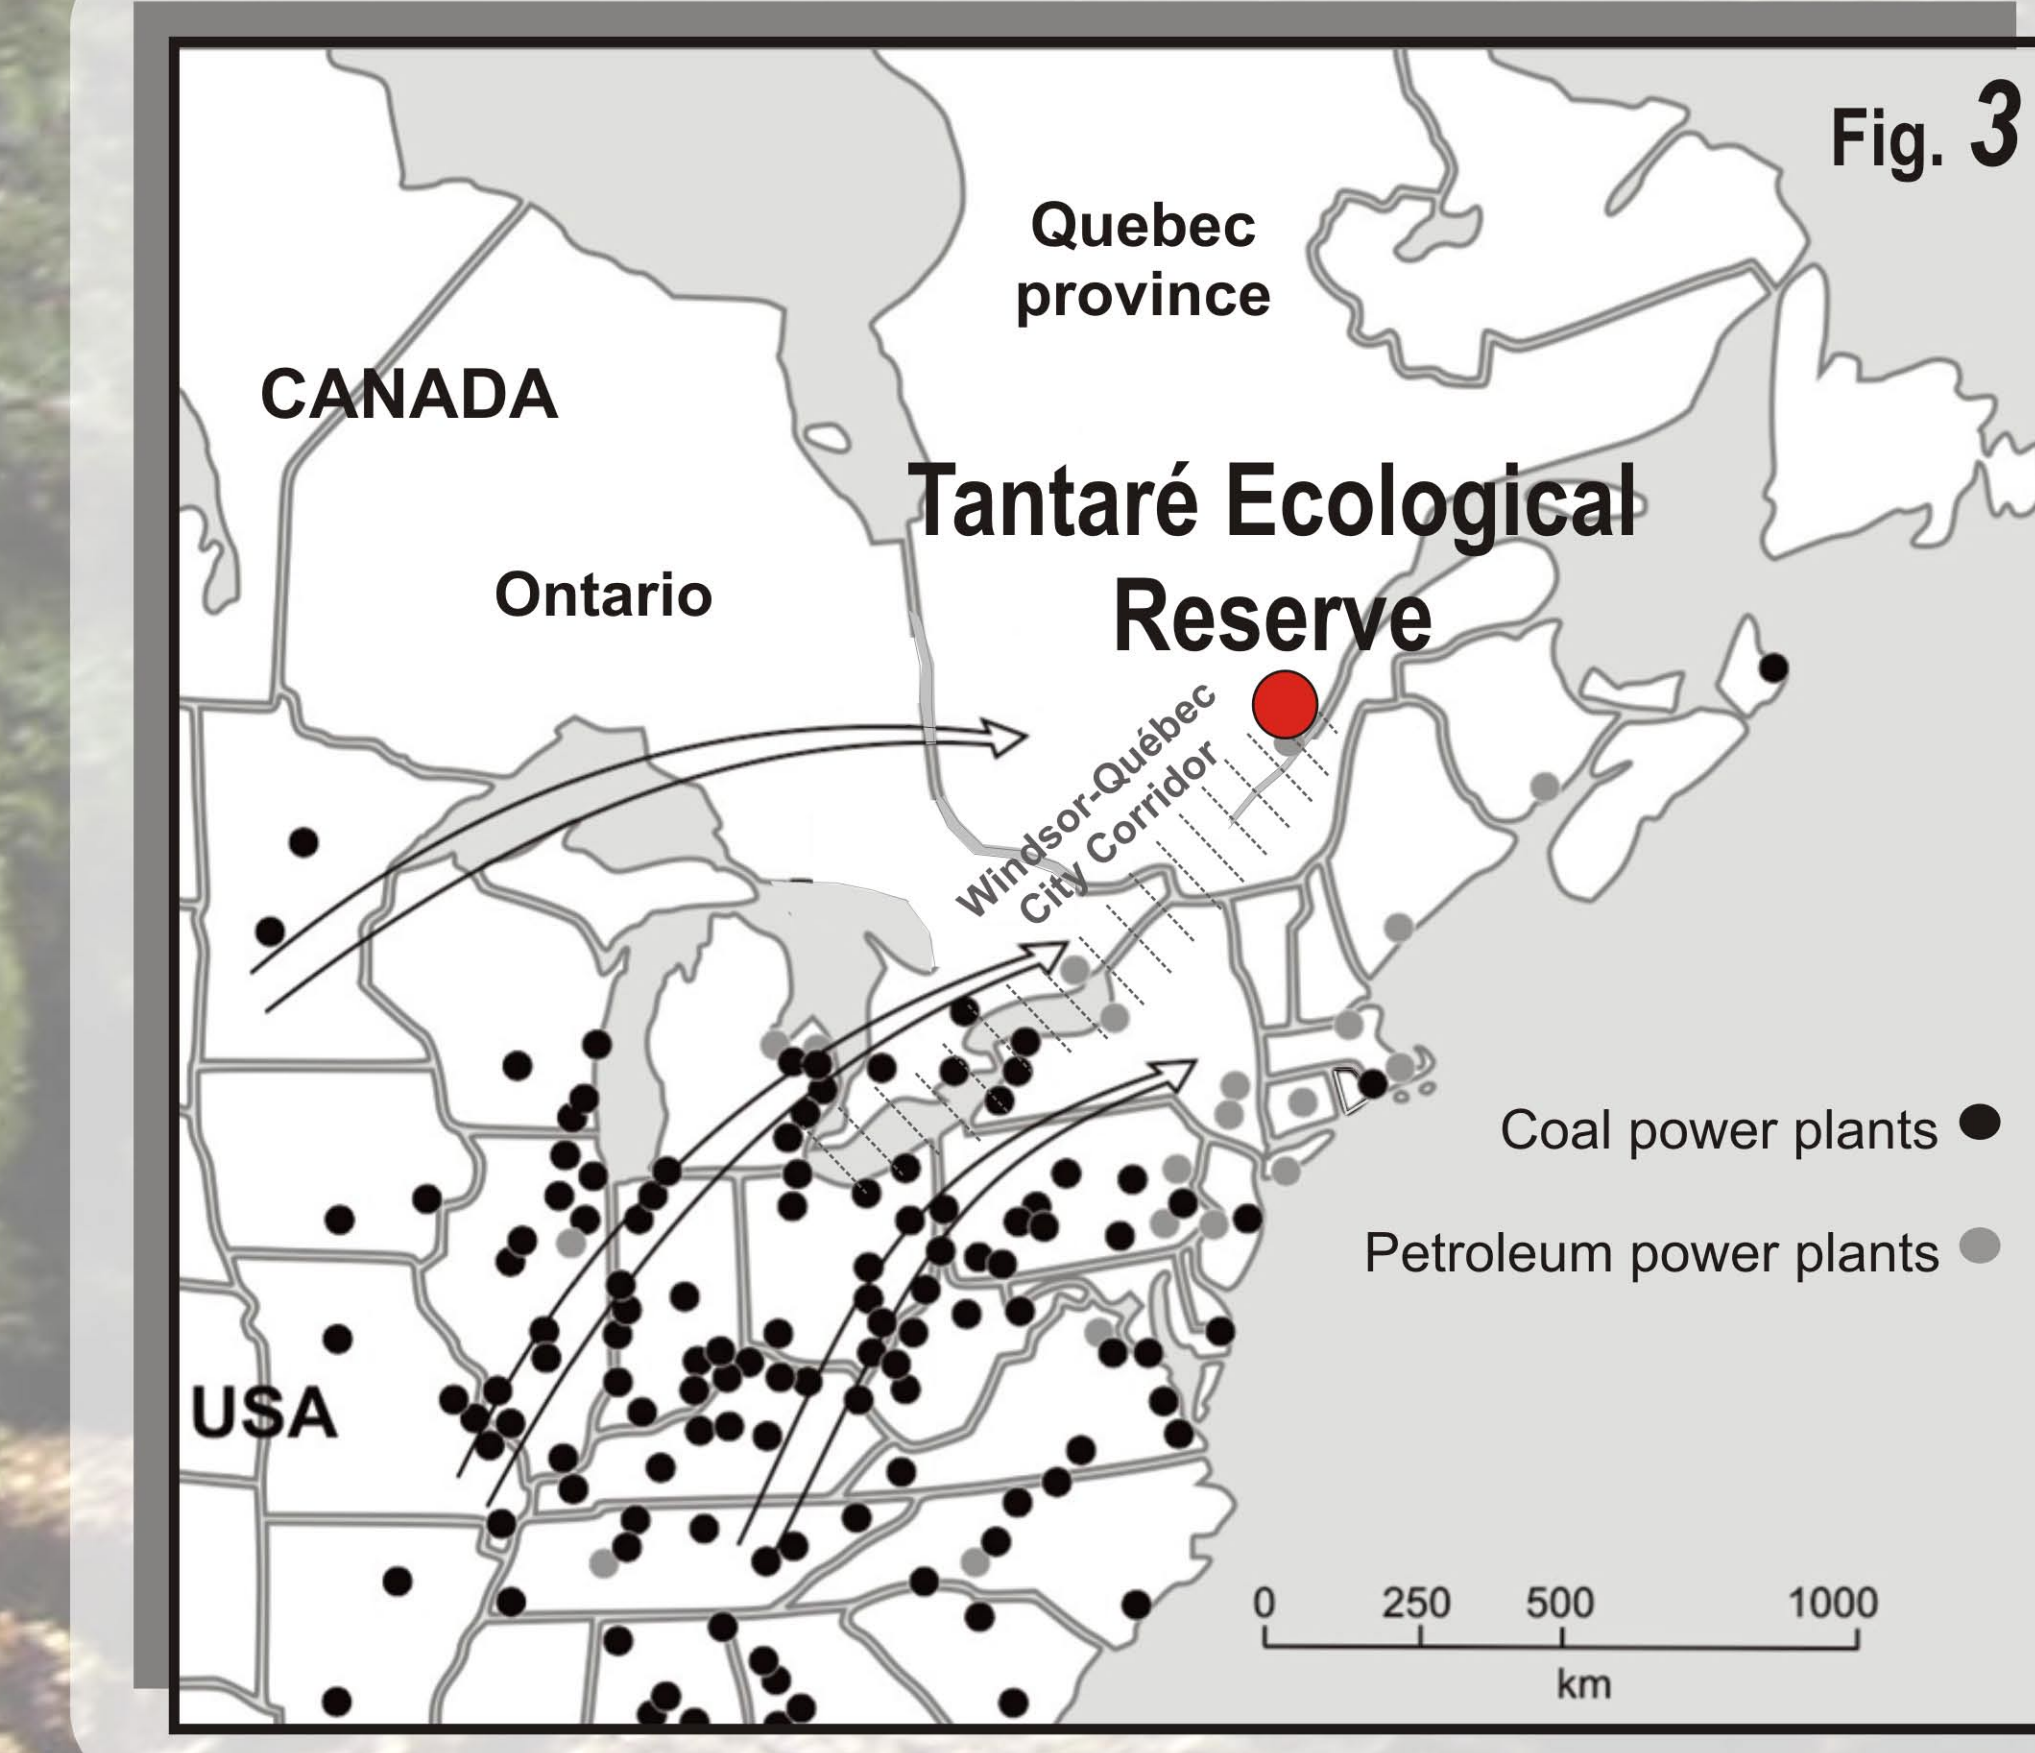 Fig. 3
Quebec
province
CANADA
Tantaré Ecological
Reserve
Ontario
Windsor-Québec
City Corridor
Coal power plants
Petroleum power plants
USA
0 250 500 1000
km